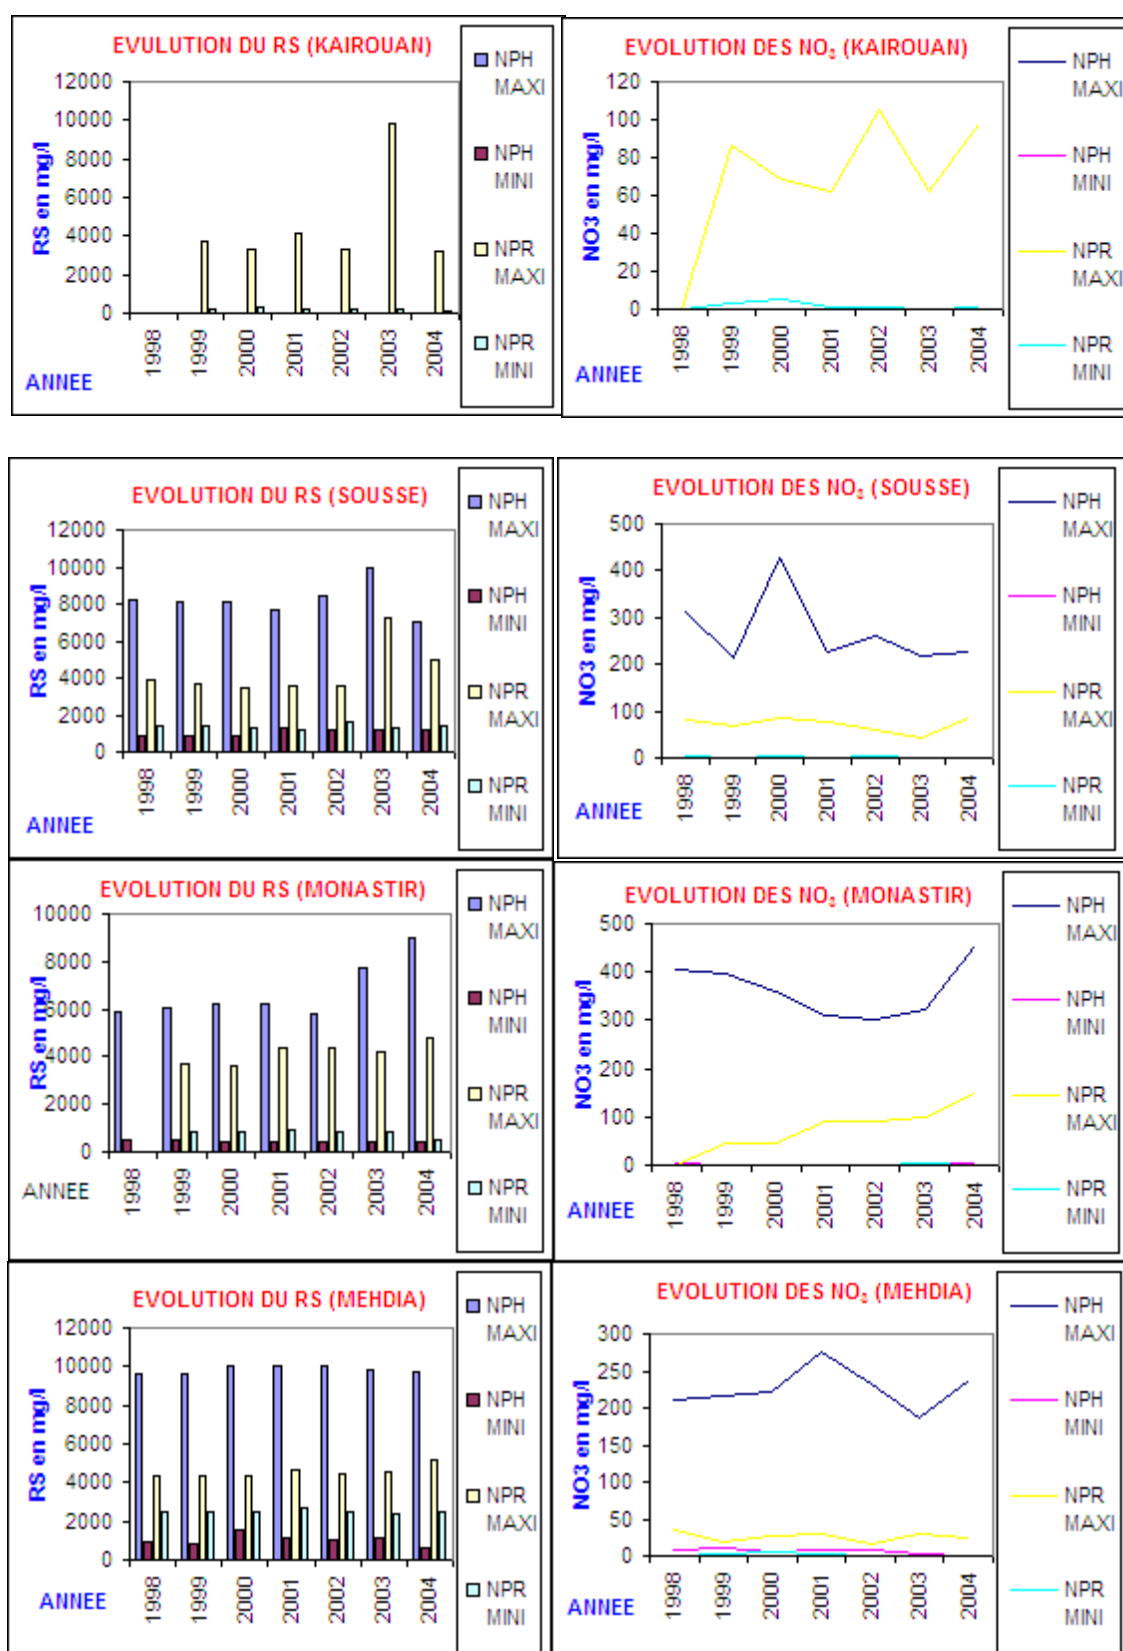 EVULUTION DU RS (KAIROUAN)
RS en mg/l
12000
10000
8000
6000
4000
2000
0
1998
1999
2000
2001
2002
2003
2004
ANNEE
NPH
MAXI
NPH
MINI
NPR
MAXI
NPR
MINI
EVOLUTION DES NO₃ (KAIROUAN)
NO3 en mg/l
120
100
80
60
40
20
0
1998
1999
2000
2001
2002
2003
2004
ANNEE
NPH
MAXI
NPH
MINI
NPR
MAXI
NPR
MINI
EVOLUTION DU RS (SOUSSE)
RS en mg/l
12000
10000
8000
6000
4000
2000
0
1998
1999
2000
2001
2002
2003
2004
ANNEE
NPH
MAXI
NPH
MINI
NPR
MAXI
NPR
MINI
EVOLUTION DES NO₃ (SOUSSE)
NO3 en mg/l
500
400
300
200
100
0
1998
1999
2000
2001
2002
2003
2004
ANNEE
NPH
MAXI
NPH
MINI
NPR
MAXI
NPR
MINI
EVOLUTION DU RS (MONASTIR)
RS en mg/l
10000
8000
6000
4000
2000
0
1998
1999
2000
2001
2002
2003
2004
ANNEE
NPH
MAXI
NPH
MINI
NPR
MAXI
NPR
MINI
EVOLUTION DES NO₃ (MONASTIR)
NO3 en mg/l
500
400
300
200
100
0
1998
1999
2000
2001
2002
2003
2004
ANNEE
NPH
MAXI
NPH
MINI
NPR
MAXI
NPR
MINI
EVOLUTION DU RS (MEHDIA)
RS en mg/l
12000
10000
8000
6000
4000
2000
0
1998
1999
2000
2001
2002
2003
2004
ANNEE
NPH
MAXI
NPH
MINI
NPR
MAXI
NPR
MINI
EVOLUTION DES NO₃ (MEHDIA)
NO3 en mg/l
300
250
200
150
100
50
0
1998
1999
2000
2001
2002
2003
2004
ANNEE
NPH
MAXI
NPH
MINI
NPR
MAXI
NPR
MINI